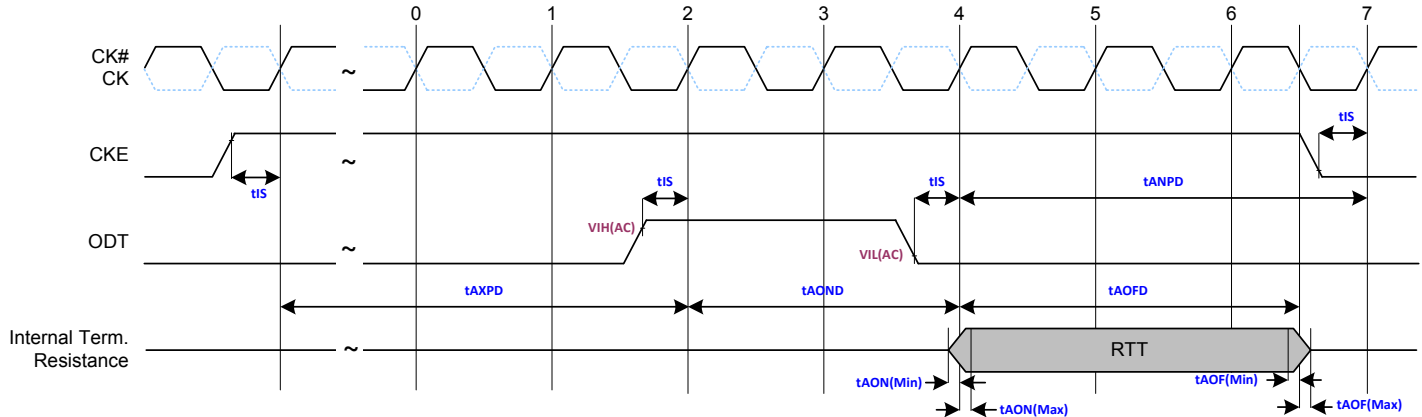 0 1 2 3 4 5 6 7
CK#
CK
~
CKE
~
tIS
tIS
tIS
tIS
tANPD
ODT
~
VIH(AC)
VIL(AC)
tAXPD
tAOND
tAOFD
Internal Term.
Resistance
~
RTT
tAON(Min)
tAOF(Min)
tAON(Max)
tAOF(Max)